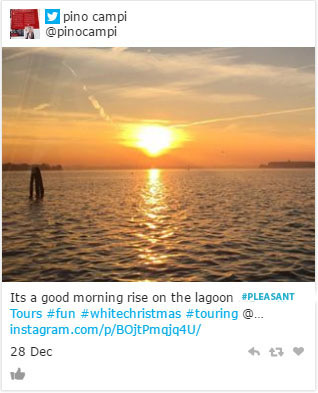 pino campi
@pinocampi
Its a good morning rise on the lagoon #PLEASANT
Tours #fun #whitechristmas #touring @...
instagram.com/p/BOjtPmqjq4U/
28 Dec